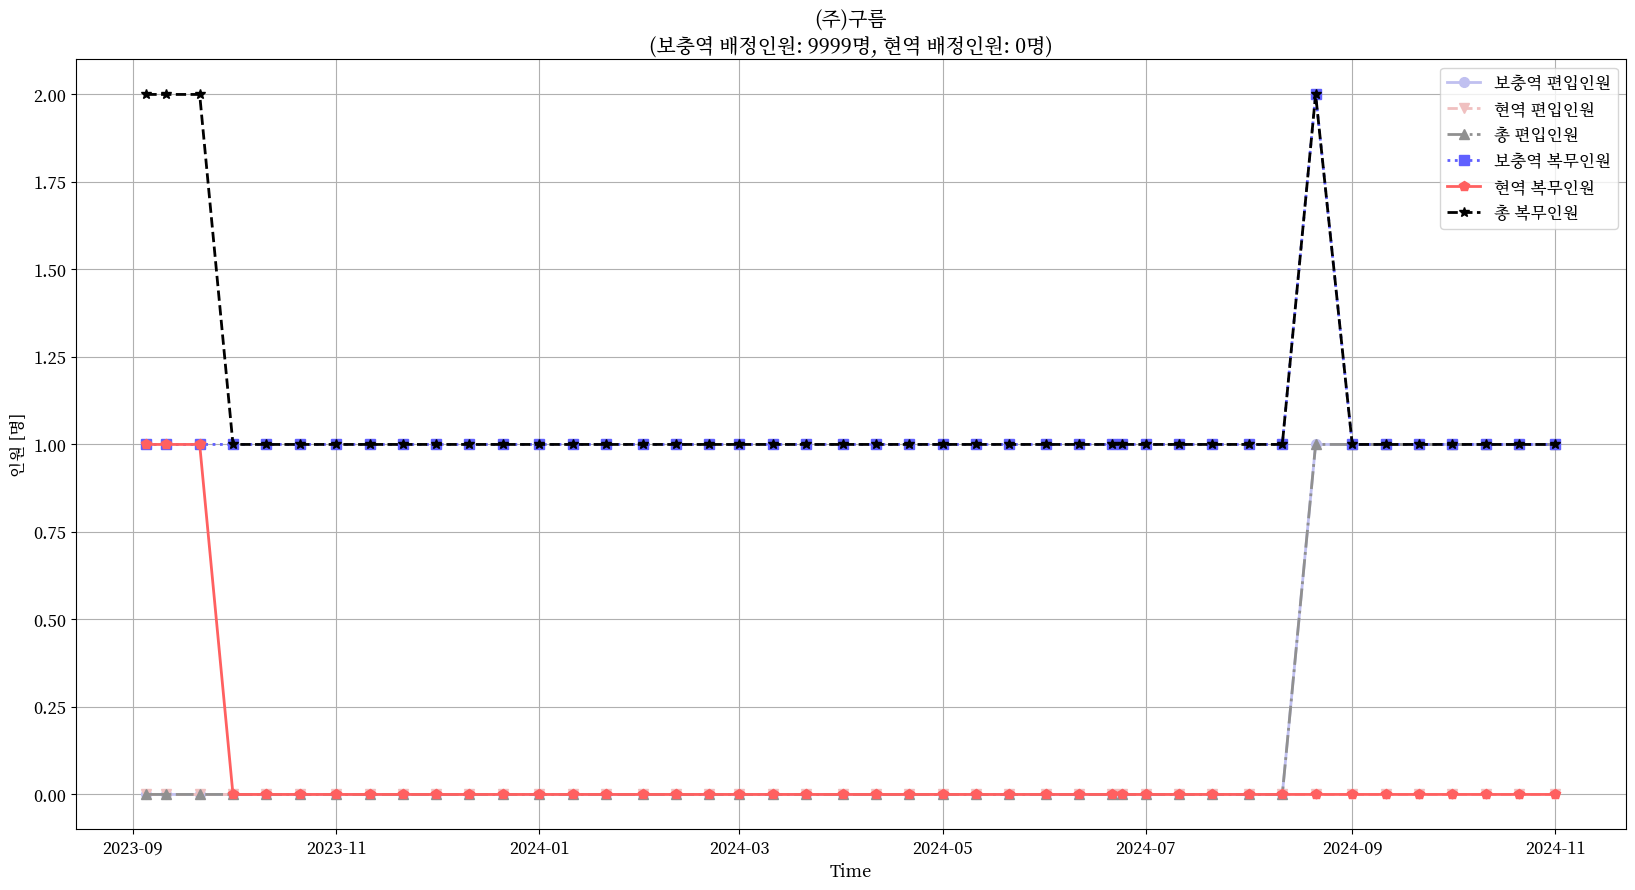 (주)구름
(보충역 배정인원: 9999명, 현역 배정인원: 0명)
보충역 편입인원
현역 편입인원
총 편입인원
보충역 복무인원
현역 복무인원
총 복무인원
인원 [명]
2.00
1.75
1.50
1.25
1.00
0.75
0.50
0.25
0.00
2023-09 2023-11 2024-01 2024-03 2024-05 2024-07 2024-09 2024-11
Time